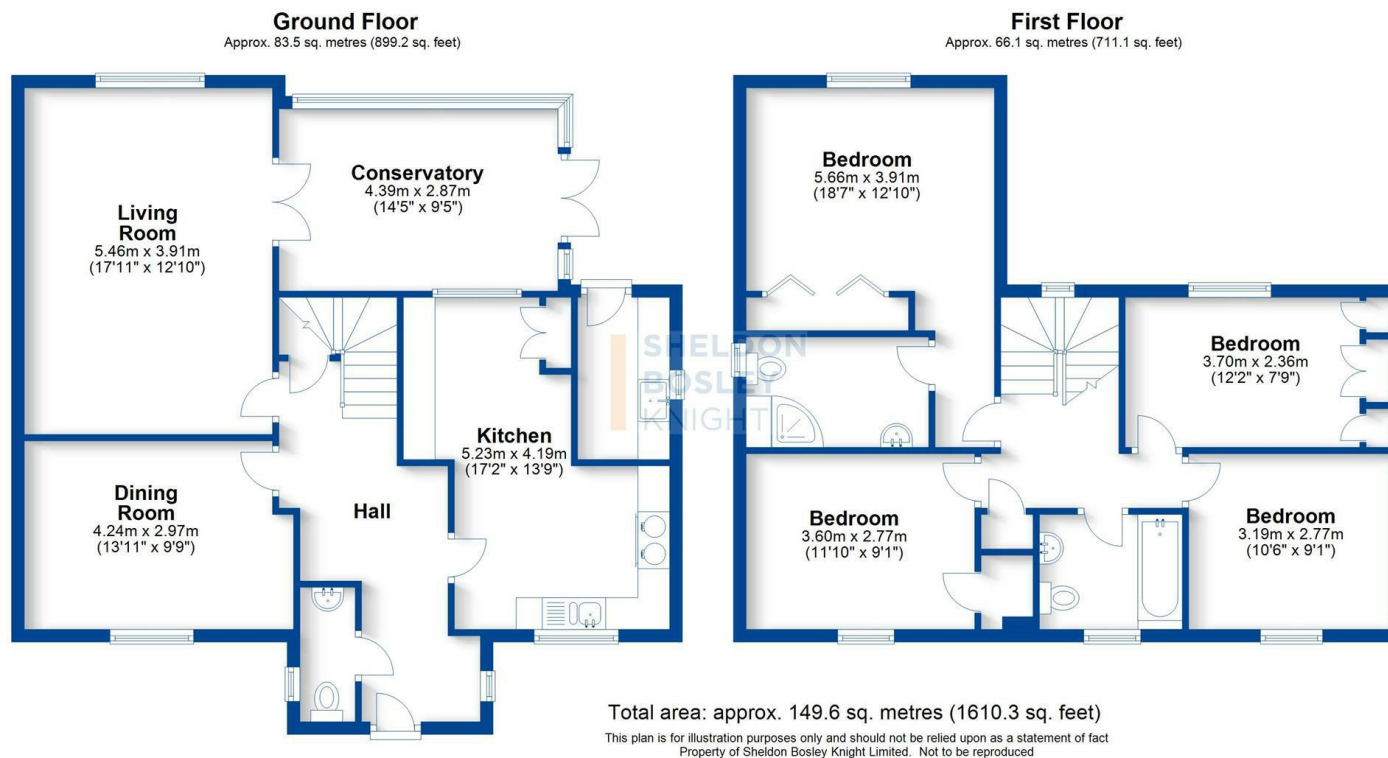 Ground Floor
Approx. 83.5 sq. metres (899.2 sq. feet)
Living
Room
5.46m x 3.91m
(17'11" x 12'10")
Conservatory
4.39m x 2.87m
(14'5" x 9'5")
Kitchen
5.23m x 4.19m
(17'2" x 13'9")
Dining
Room
4.24m x 2.97m
(13'11" x 9'9")
Hall
SHELDON
BOSLEY
KNIGHT
First Floor
Approx. 66.1 sq. metres (711.1 sq. feet)
Bedroom
5.66m x 3.91m
(18'7" x 12'10")
Bedroom
3.70m x 2.36m
(12'2" x 7'9")
Bedroom
3.60m x 2.77m
(11'10" x 9'1")
Bedroom
3.19m x 2.77m
(10'6" x 9'1")
Total area: approx. 149.6 sq. metres (1610.3 sq. feet)
This plan is for illustration purposes only and should not be relied upon as a statement of fact
Property of Sheldon Bosley Knight Limited. Not to be reproduced